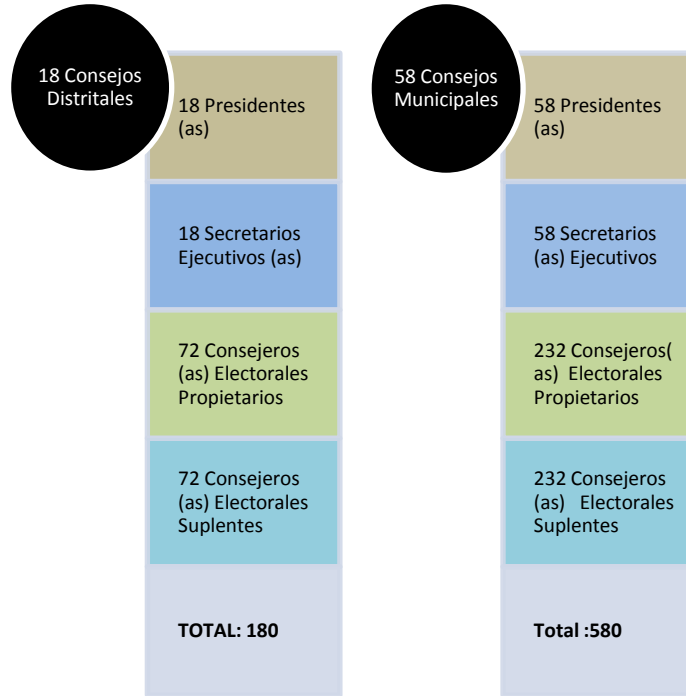 18 Consejos
Distritales
18 Presidentes
(as)
18 Secretarios
Ejecutivos (as)
72 Consejeros
(as) Electorales
Propietarios
72 Consejeros
(as) Electorales
Suplentes
TOTAL: 180
58 Consejos
Municipales
58 Presidentes
(as)
58 Secretarios
(as) Ejecutivos
232 Consejeros(
as) Electorales
Propietarios
232 Consejeros
(as) Electorales
Suplentes
Total :580